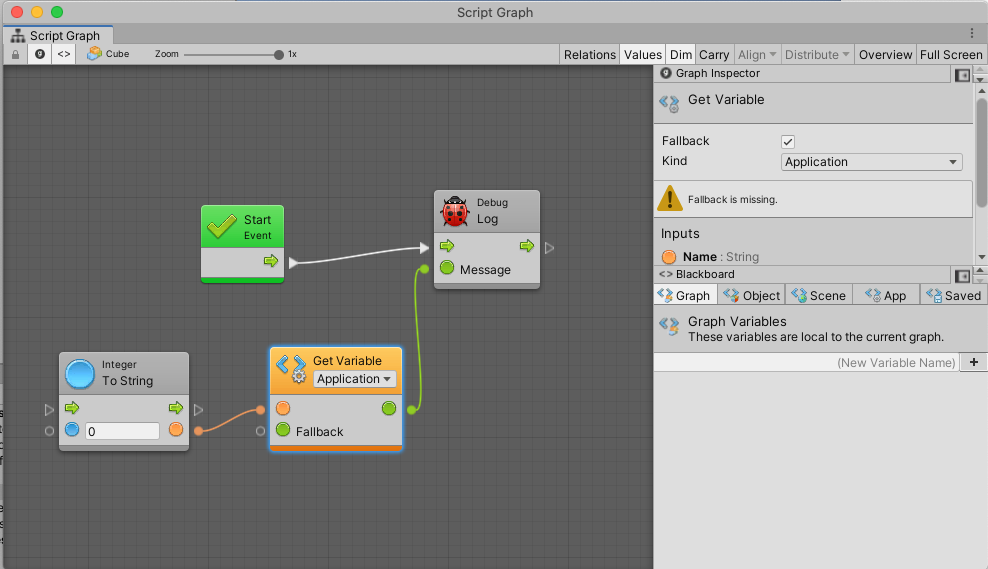 Script Graph
Script Graph
<> Cube Zoom 1x Relations Values Dim Carry Align Distribute Overview Full Screen
Graph Inspector
Get Variable
Fallback
Kind Application
Fallback is missing.
Inputs
Name : String
<> Blackboard
Graph Object Scene App Saved
Graph Variables
These variables are local to the current graph.
(New Variable Name) +
Start
Event
Debug
Log
Message
Integer
To String
0
Get Variable
Application
Fallback